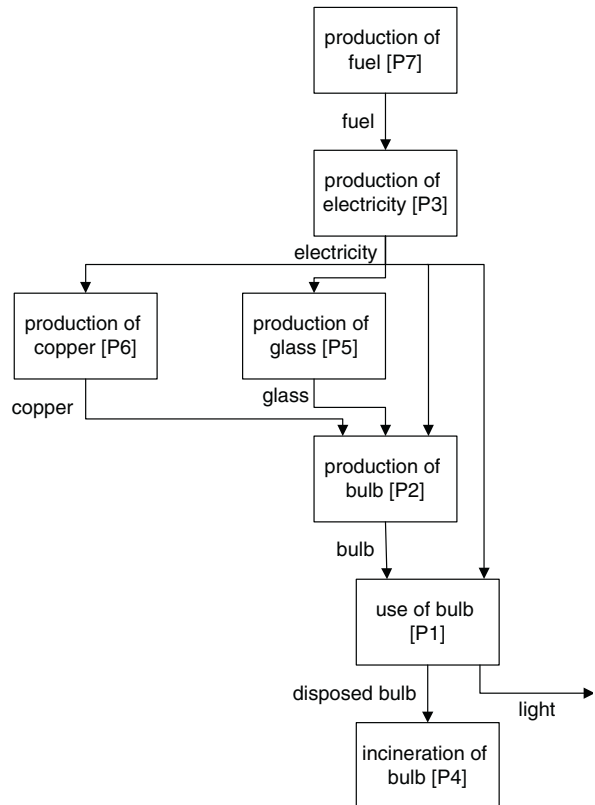 production of
fuel [P7]
fuel
production of
electricity [P3]
electricity
production of
copper [P6]
production of
glass [P5]
copper
glass
production of
bulb [P2]
bulb
use of bulb
[P1]
disposed bulb
light
incineration of
bulb [P4]